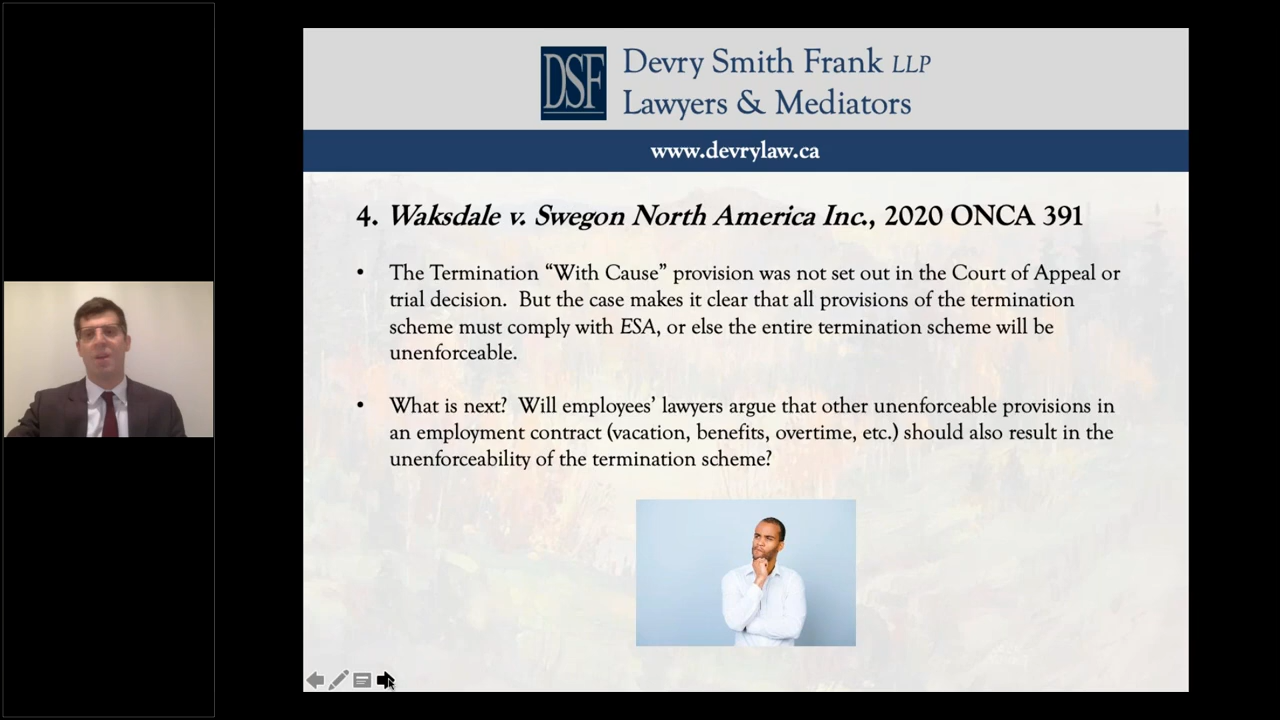 DSF
Devry Smith Frank LLP
Lawyers & Mediators
www.devrylaw.ca
4. Waksdale v. Swegon North America Inc., 2020 ONCA 391
• The Termination “With Cause” provision was not set out in the Court of Appeal or
trial decision. But the case makes it clear that all provisions of the termination
scheme must comply with ESA, or else the entire termination scheme will be
unenforceable.
• What is next? Will employees’ lawyers argue that other unenforceable provisions in
an employment contract (vacation, benefits, overtime, etc.) should also result in the
unenforceability of the termination scheme?